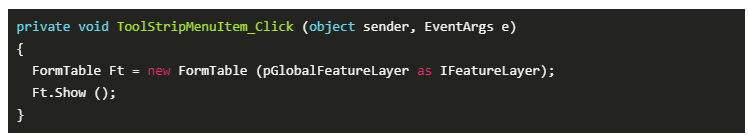 private void ToolStripMenuItem_Click (object sender, EventArgs e)
{
  FormTable Ft = new FormTable (pGlobalFeatureLayer as IFeatureLayer);
  Ft.Show ();
}